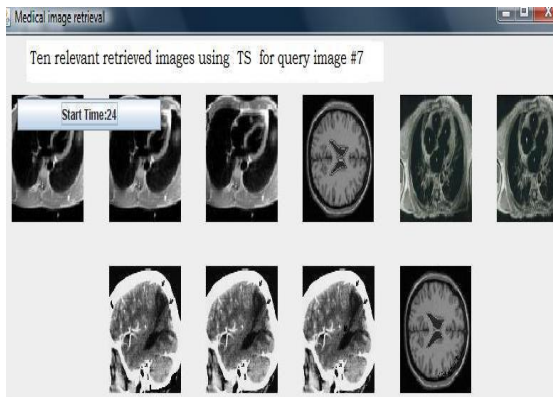 Medical image retrieval
Ten relevant retrieved images using TS for query image #7
Start Time:24